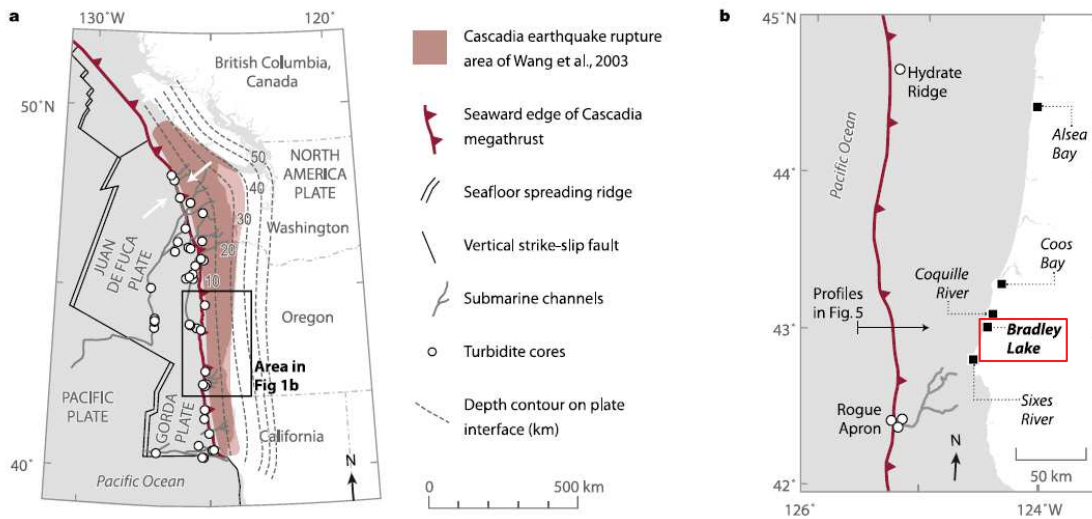 a
130°W
120°
British Columbia,
Canada
50°N
NORTH
AMERICA
PLATE
50
40
30
20
10
Washington
JUAN
DE FUCA
PLATE
Oregon
Area in
Fig 1b
PACIFIC
PLATE
GORDA
PLATE
California
40°
Pacific Ocean
N
Cascadia earthquake rupture
area of Wang et al., 2003
Seaward edge of Cascadia
megathrust
Seafloor spreading ridge
Vertical strike-slip fault
Submarine channels
Turbidite cores
Depth contour on plate
interface (km)
0
500 km
b
45°N
Hydrate
Ridge
Alsea
Bay
Pacific Ocean
44°
Coos
Bay
Coquille
River
Profiles
in Fig. 5
43°
Bradley
Lake
Sixes
River
Rogue
Apron
N
50 km
42°
126°
124°W